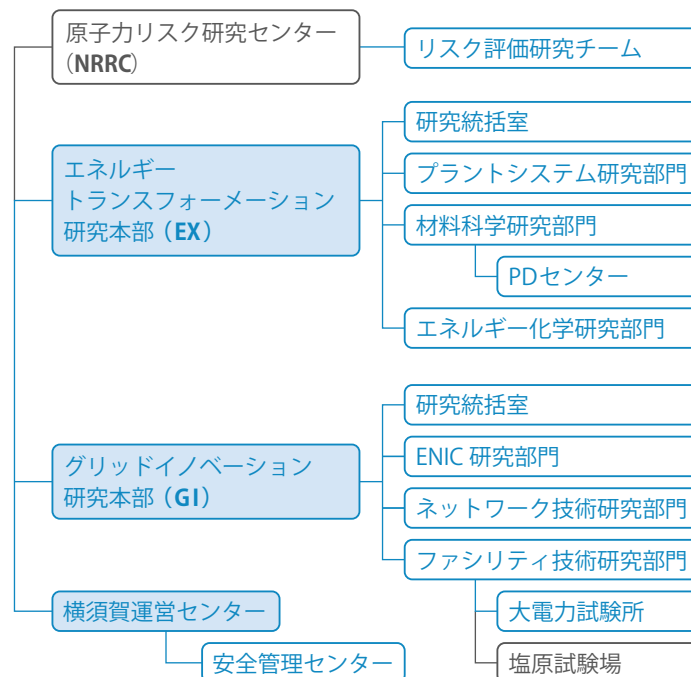 原子力リスク研究センター
(NRRC)
リスク評価研究チーム
エネルギー
トランスフォーメーション
研究本部（EX）
研究統括室
プラントシステム研究部門
材料科学研究部門
PDセンター
エネルギー化学研究部門
グリッドイノベーション
研究本部（GI）
研究統括室
ENIC 研究部門
ネットワーク技術研究部門
ファシリティ技術研究部門
大電力試験所
塩原試験場
横須賀運営センター
安全管理センター